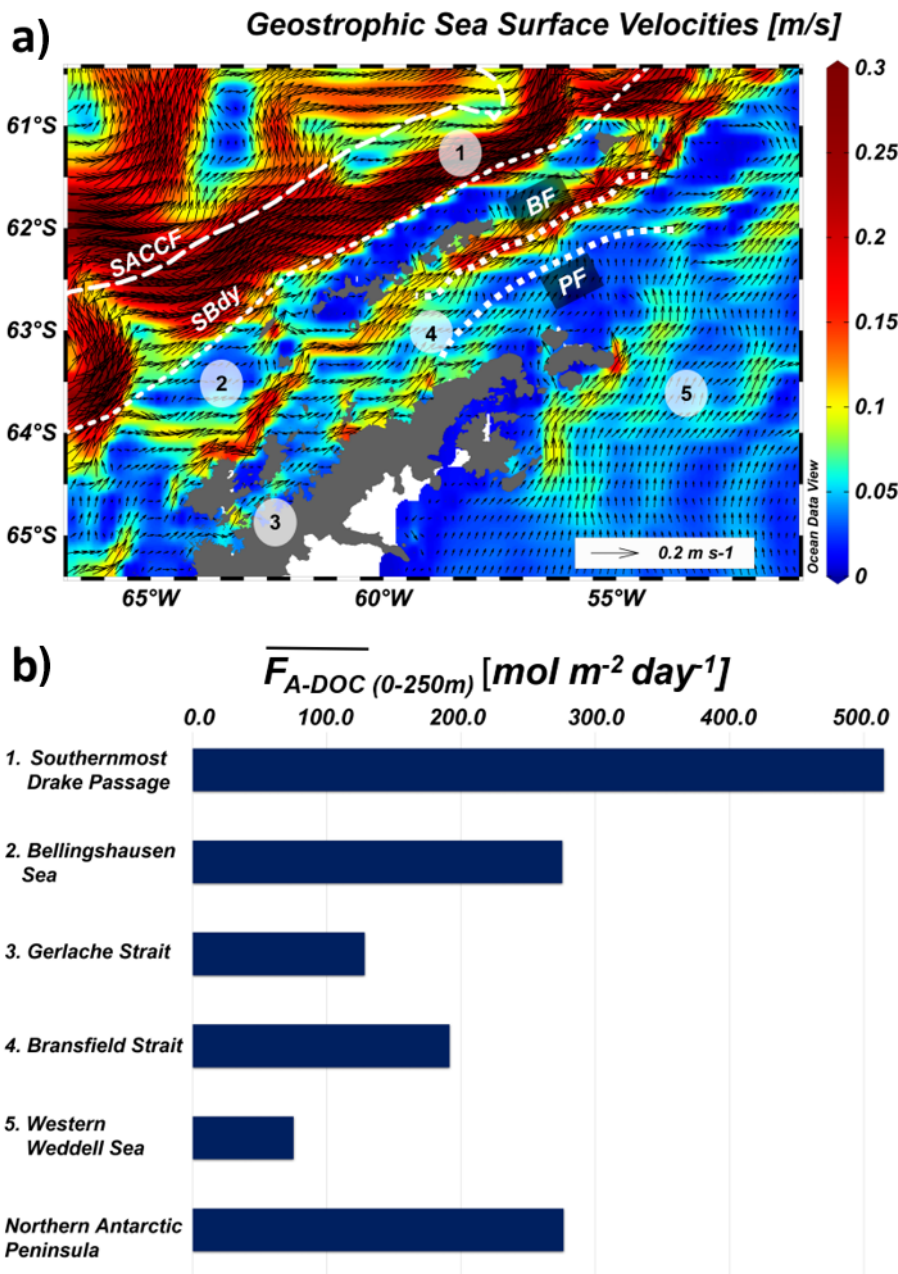 a)
Geostrophic Sea Surface Velocities [m/s]
0.3
0.25
0.2
0.15
0.1
0.05
0
Ocean Data View
61°S
62°S
63°S
64°S
65°S
65°W
60°W
55°W
SACCF
SBdy
BF
PF
1
2
3
4
5
0.2 m s-1
b)
F A-DOC (0-250m) [mol m-2 day-1]
0.0 100.0 200.0 300.0 400.0 500.0
1. Southernmost
Drake Passage
2. Bellingshausen
Sea
3. Gerlache Strait
4. Bransfield Strait
5. Western
Weddell Sea
Northern Antarctic
Peninsula